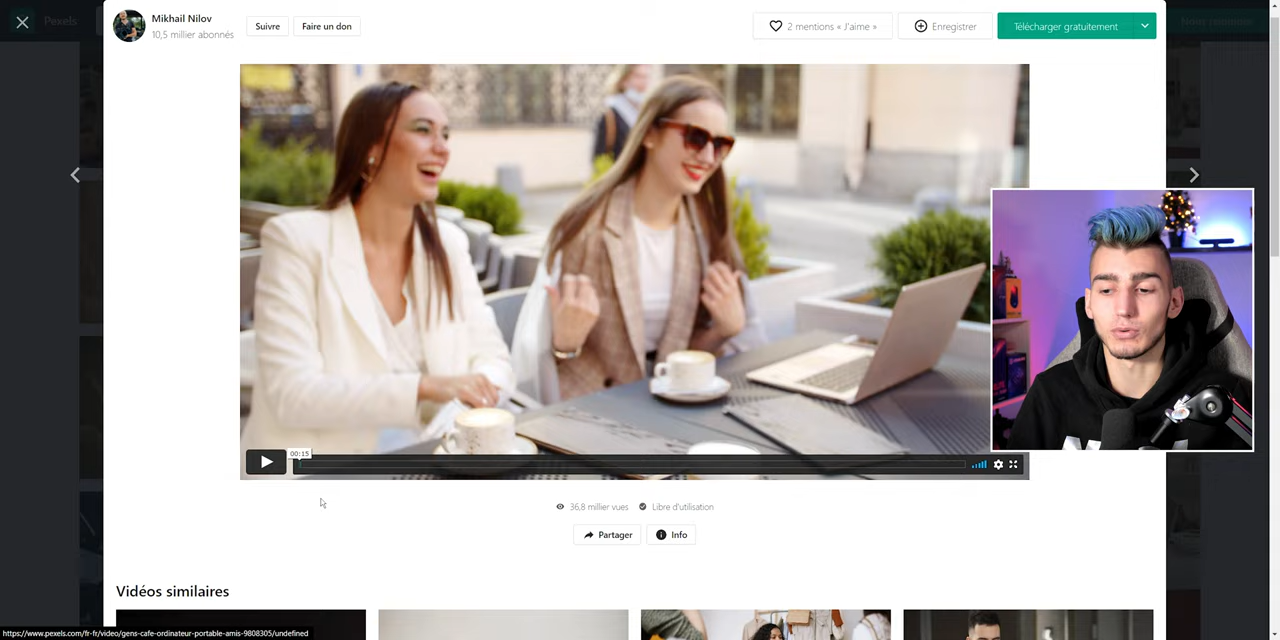 Pexels
Mikhail Nilov
10,5 millier abonnés
Suivre
Faire un don
2 mentions « J'aime »
Enregistrer
Télécharger gratuitement
00:15
36,8 millier vues
Libre d'utilisation
Partager
Info
Vidéos similaires
https://www.pexels.com/fr-fr/video/gens-cafe-ordinateur-portable-amis-9808305/undefined